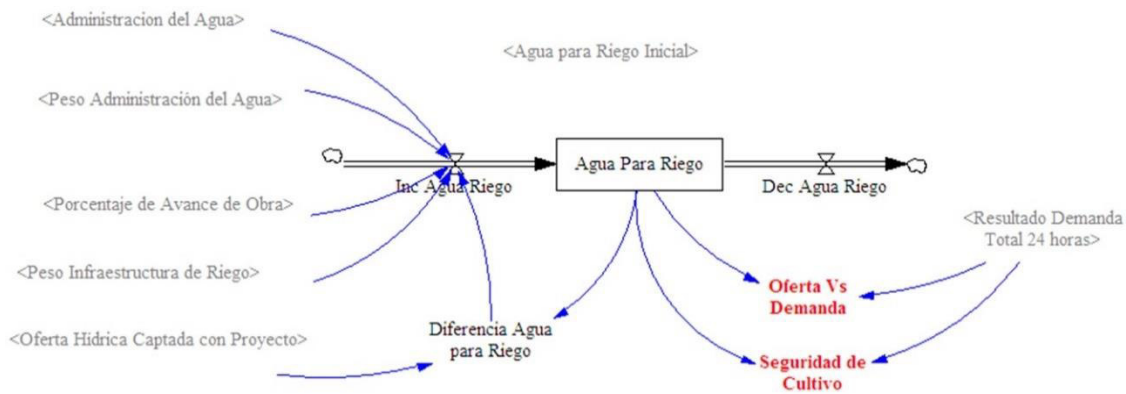 <Administracion del Agua>
<Agua para Riego Inicial>
<Peso Administración del Agua>
Inc Agua Riego
Agua Para Riego
Dec Agua Riego
<Porcentaje de Avance de Obra>
<Resultado Demanda
Total 24 horas>
<Peso Infraestructura de Riego>
Oferta Vs
Demanda
<Oferta Hídrica Captada con Proyecto>
Diferencia Agua
para Riego
Seguridad de
Cultivo